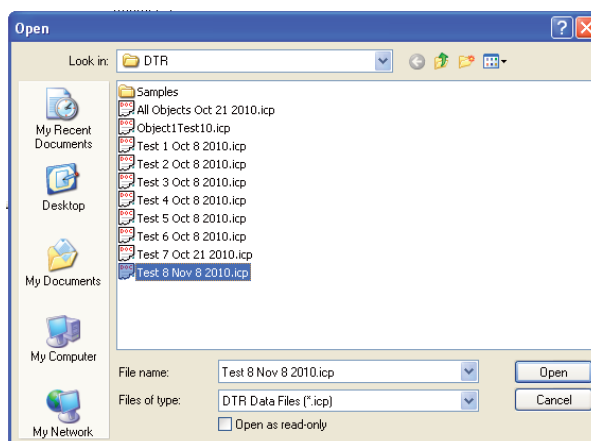 Open
Look in: DTR
Samples
All Objects Oct 21 2010.icp
Object1Test10.icp
Test 1 Oct 8 2010.icp
Test 2 Oct 8 2010.icp
Test 3 Oct 8 2010.icp
Test 4 Oct 8 2010.icp
Test 5 Oct 8 2010.icp
Test 6 Oct 8 2010.icp
Test 7 Oct 21 2010.icp
Test 8 Nov 8 2010.icp
My Recent
Documents
Desktop
My Documents
My Computer
My Network
File name: Test 8 Nov 8 2010.icp Open
Files of type: DTR Data Files (*.icp) Cancel
Open as read-only